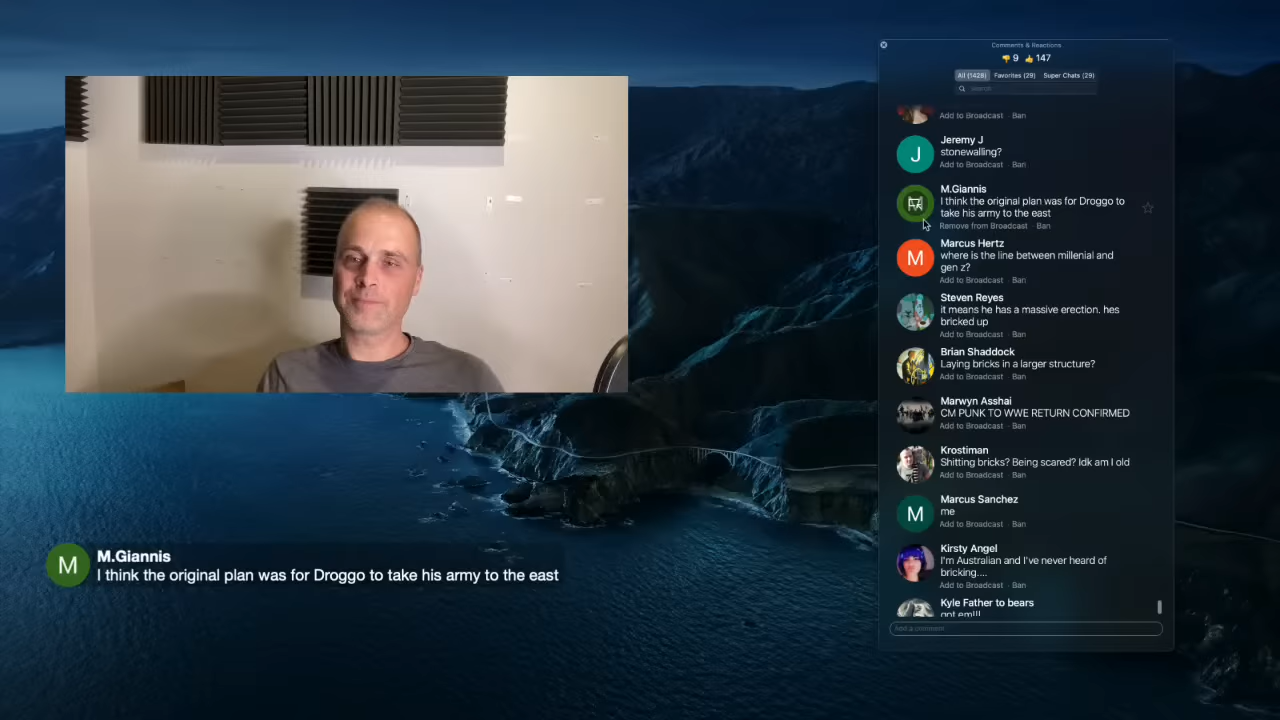 Comments & Reactions
👎 9 👍 147
All (1428) Favorites (29) Super Chats (29)
Search
Add to Broadcast · Ban
J
Jeremy J
stonewalling?
Add to Broadcast · Ban
M.Giannis
I think the original plan was for Droggo to
take his army to the east
Remove from Broadcast · Ban
M
Marcus Hertz
where is the line between millenial and
gen z?
Add to Broadcast · Ban
Steven Reyes
it means he has a massive erection. hes
bricked up
Add to Broadcast · Ban
Brian Shaddock
Laying bricks in a larger structure?
Add to Broadcast · Ban
Marwyn Asshai
CM PUNK TO WWE RETURN CONFIRMED
Add to Broadcast · Ban
Krostiman
Shitting bricks? Being scared? Idk am I old
Add to Broadcast · Ban
M
Marcus Sanchez
me
Add to Broadcast · Ban
Kirsty Angel
I'm Australian and I've never heard of
bricking....
Add to Broadcast · Ban
Kyle Father to bears
got em!!!
Add a comment
M
M.Giannis
I think the original plan was for Droggo to take his army to the east